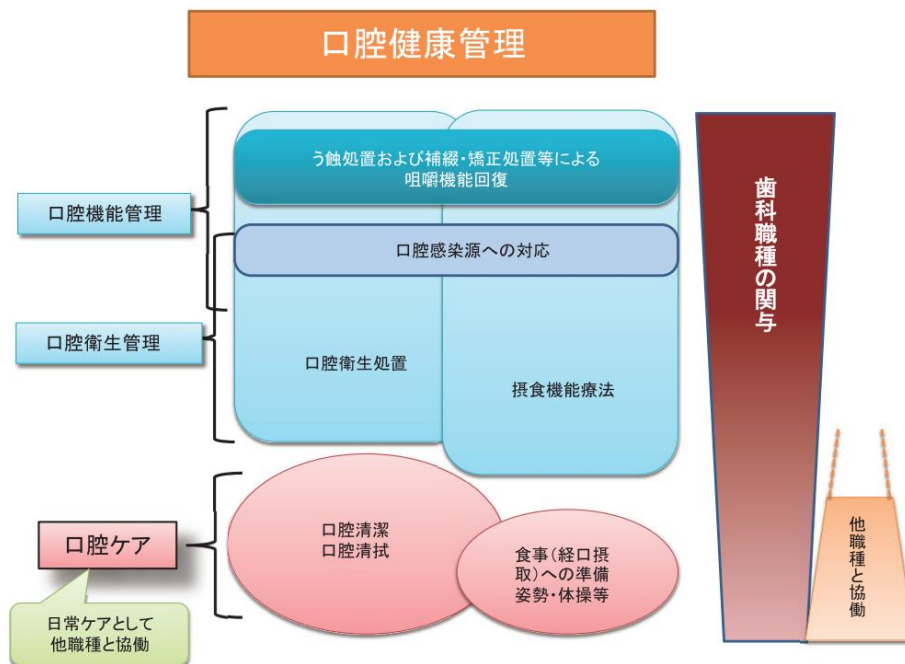 口腔健康管理
う蝕処置および補綴・矯正処置等による
咀嚼機能回復
口腔機能管理
口腔感染源への対応
口腔衛生管理
口腔衛生処置
摂食機能療法
歯科職種の関与
口腔ケア
口腔清潔
口腔清拭
食事(経口摂
取)への準備
姿勢・体操等
他職種と協働
日常ケアとして
他職種と協働